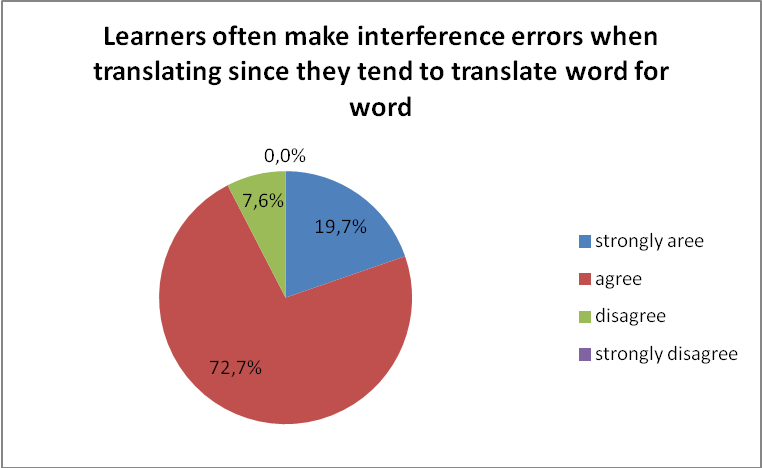 Learners often make interference errors when
translating since they tend to translate word for
word
0,0%
7,6%
19,7%
72,7%
strongly aree
agree
disagree
strongly disagree